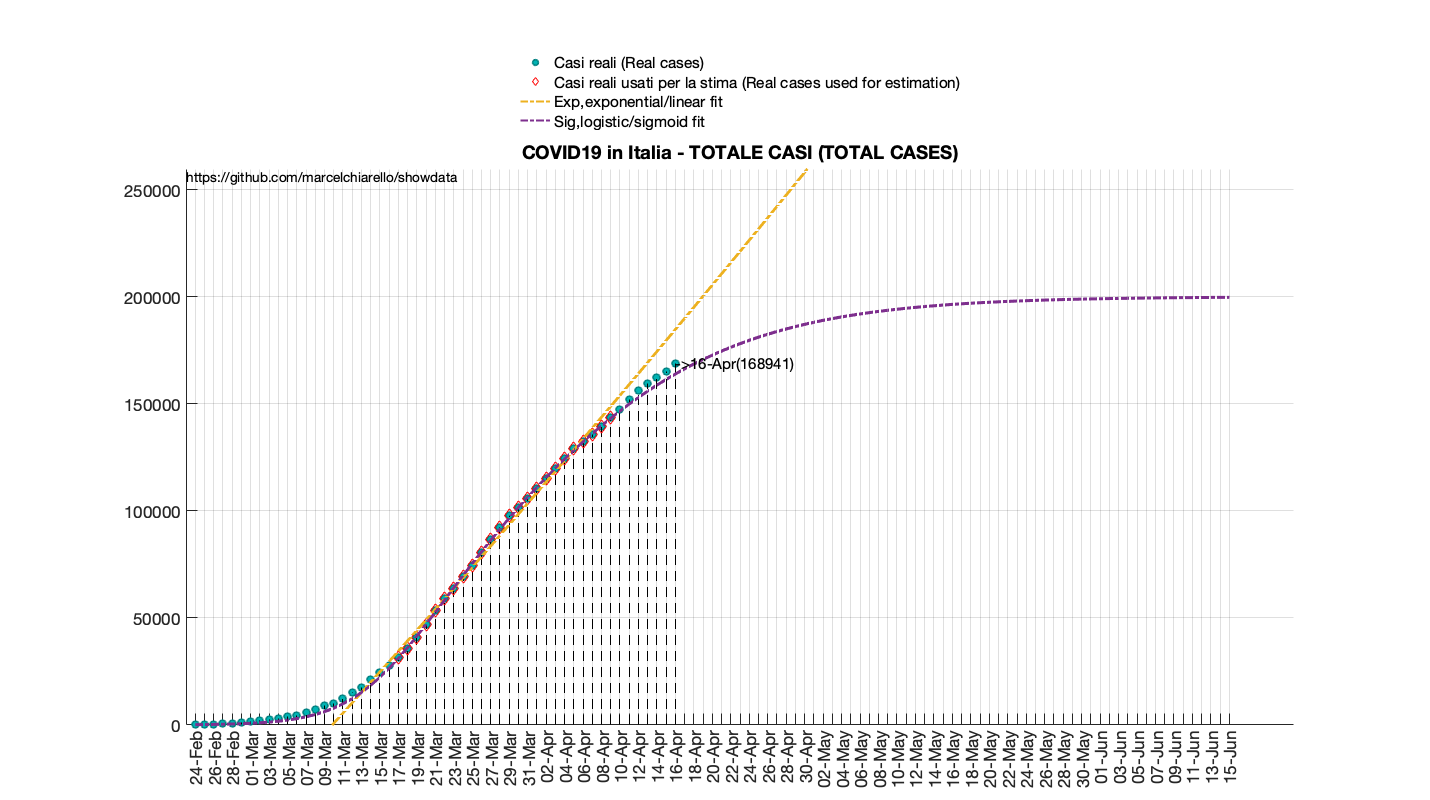 Casi reali (Real cases)
Casi reali usati per la stima (Real cases used for estimation)
Exp,exponential/linear fit
Sig,logistic/sigmoid fit
COVID19 in Italia - TOTALE CASI (TOTAL CASES)
https://github.com/marcelchiarello/showdata
250000
200000
150000
100000
50000
0
>16-Apr(168941)
24-Feb
26-Feb
28-Feb
01-Mar
03-Mar
05-Mar
07-Mar
09-Mar
11-Mar
13-Mar
15-Mar
17-Mar
19-Mar
21-Mar
23-Mar
25-Mar
27-Mar
29-Mar
31-Mar
02-Apr
04-Apr
06-Apr
08-Apr
10-Apr
12-Apr
14-Apr
16-Apr
18-Apr
20-Apr
22-Apr
24-Apr
26-Apr
28-Apr
30-Apr
02-May
04-May
06-May
08-May
10-May
12-May
14-May
16-May
18-May
20-May
22-May
24-May
26-May
28-May
30-May
01-Jun
03-Jun
05-Jun
07-Jun
09-Jun
11-Jun
13-Jun
15-Jun